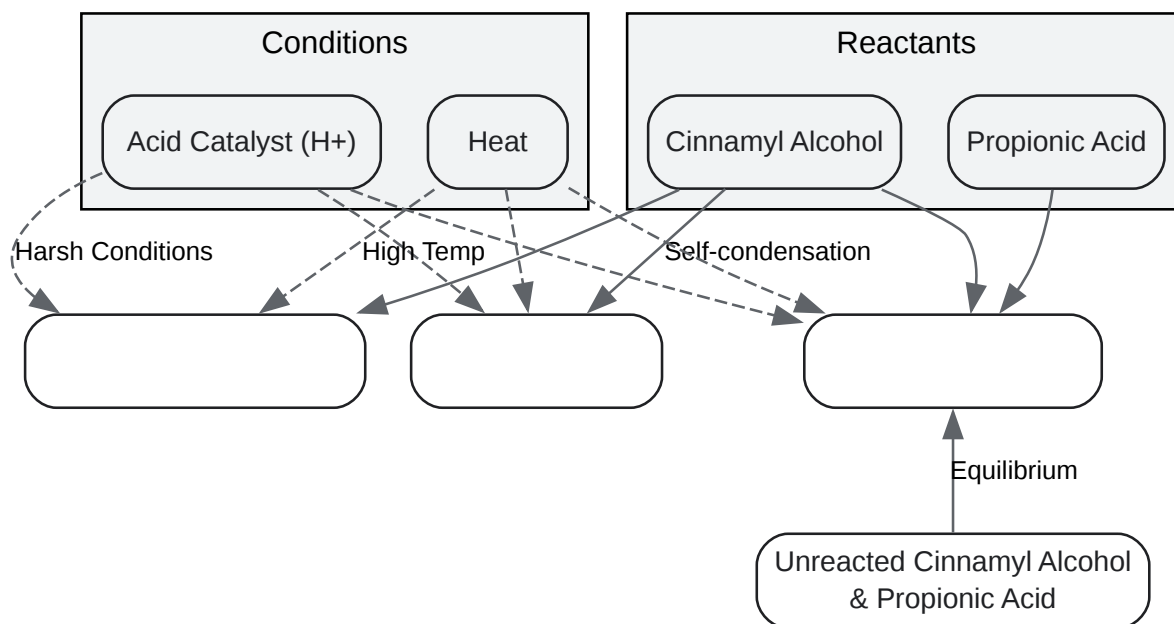 Conditions
Reactants
Acid Catalyst (H+)
Heat
Cinnamyl Alcohol
Propionic Acid
Harsh Conditions
High Temp
Self-condensation
Equilibrium
Unreacted Cinnamyl Alcohol
& Propionic Acid